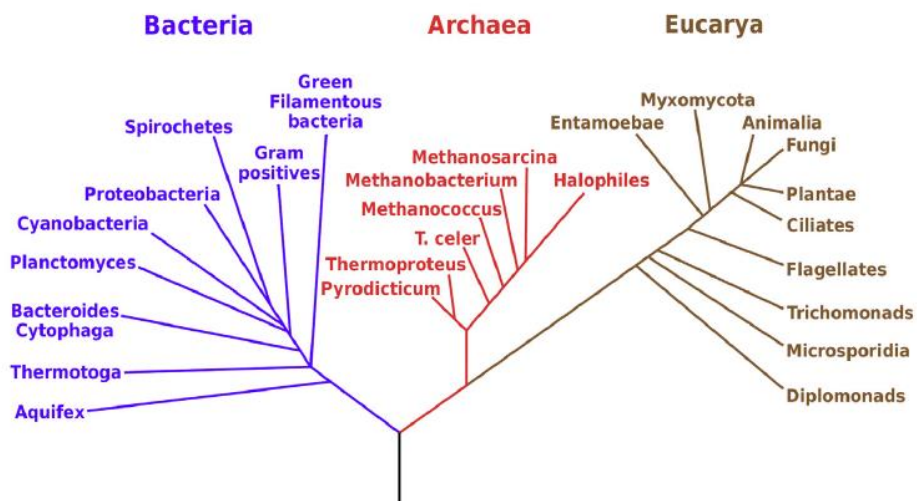 Bacteria
Archaea
Eucarya
Green
Filamentous
bacteria
Spirochetes
Gram
positives
Proteobacteria
Cyanobacteria
Planctomyces
Bacteroides
Cytophaga
Thermotoga
Aquifex
Methanosarcina
Methanobacterium
Halophiles
Methanococcus
T. celer
Thermoproteus
Pyrodicticum
Myxomycota
Entamoebae
Animalia
Fungi
Plantae
Ciliates
Flagellates
Trichomonads
Microsporidia
Diplomonads